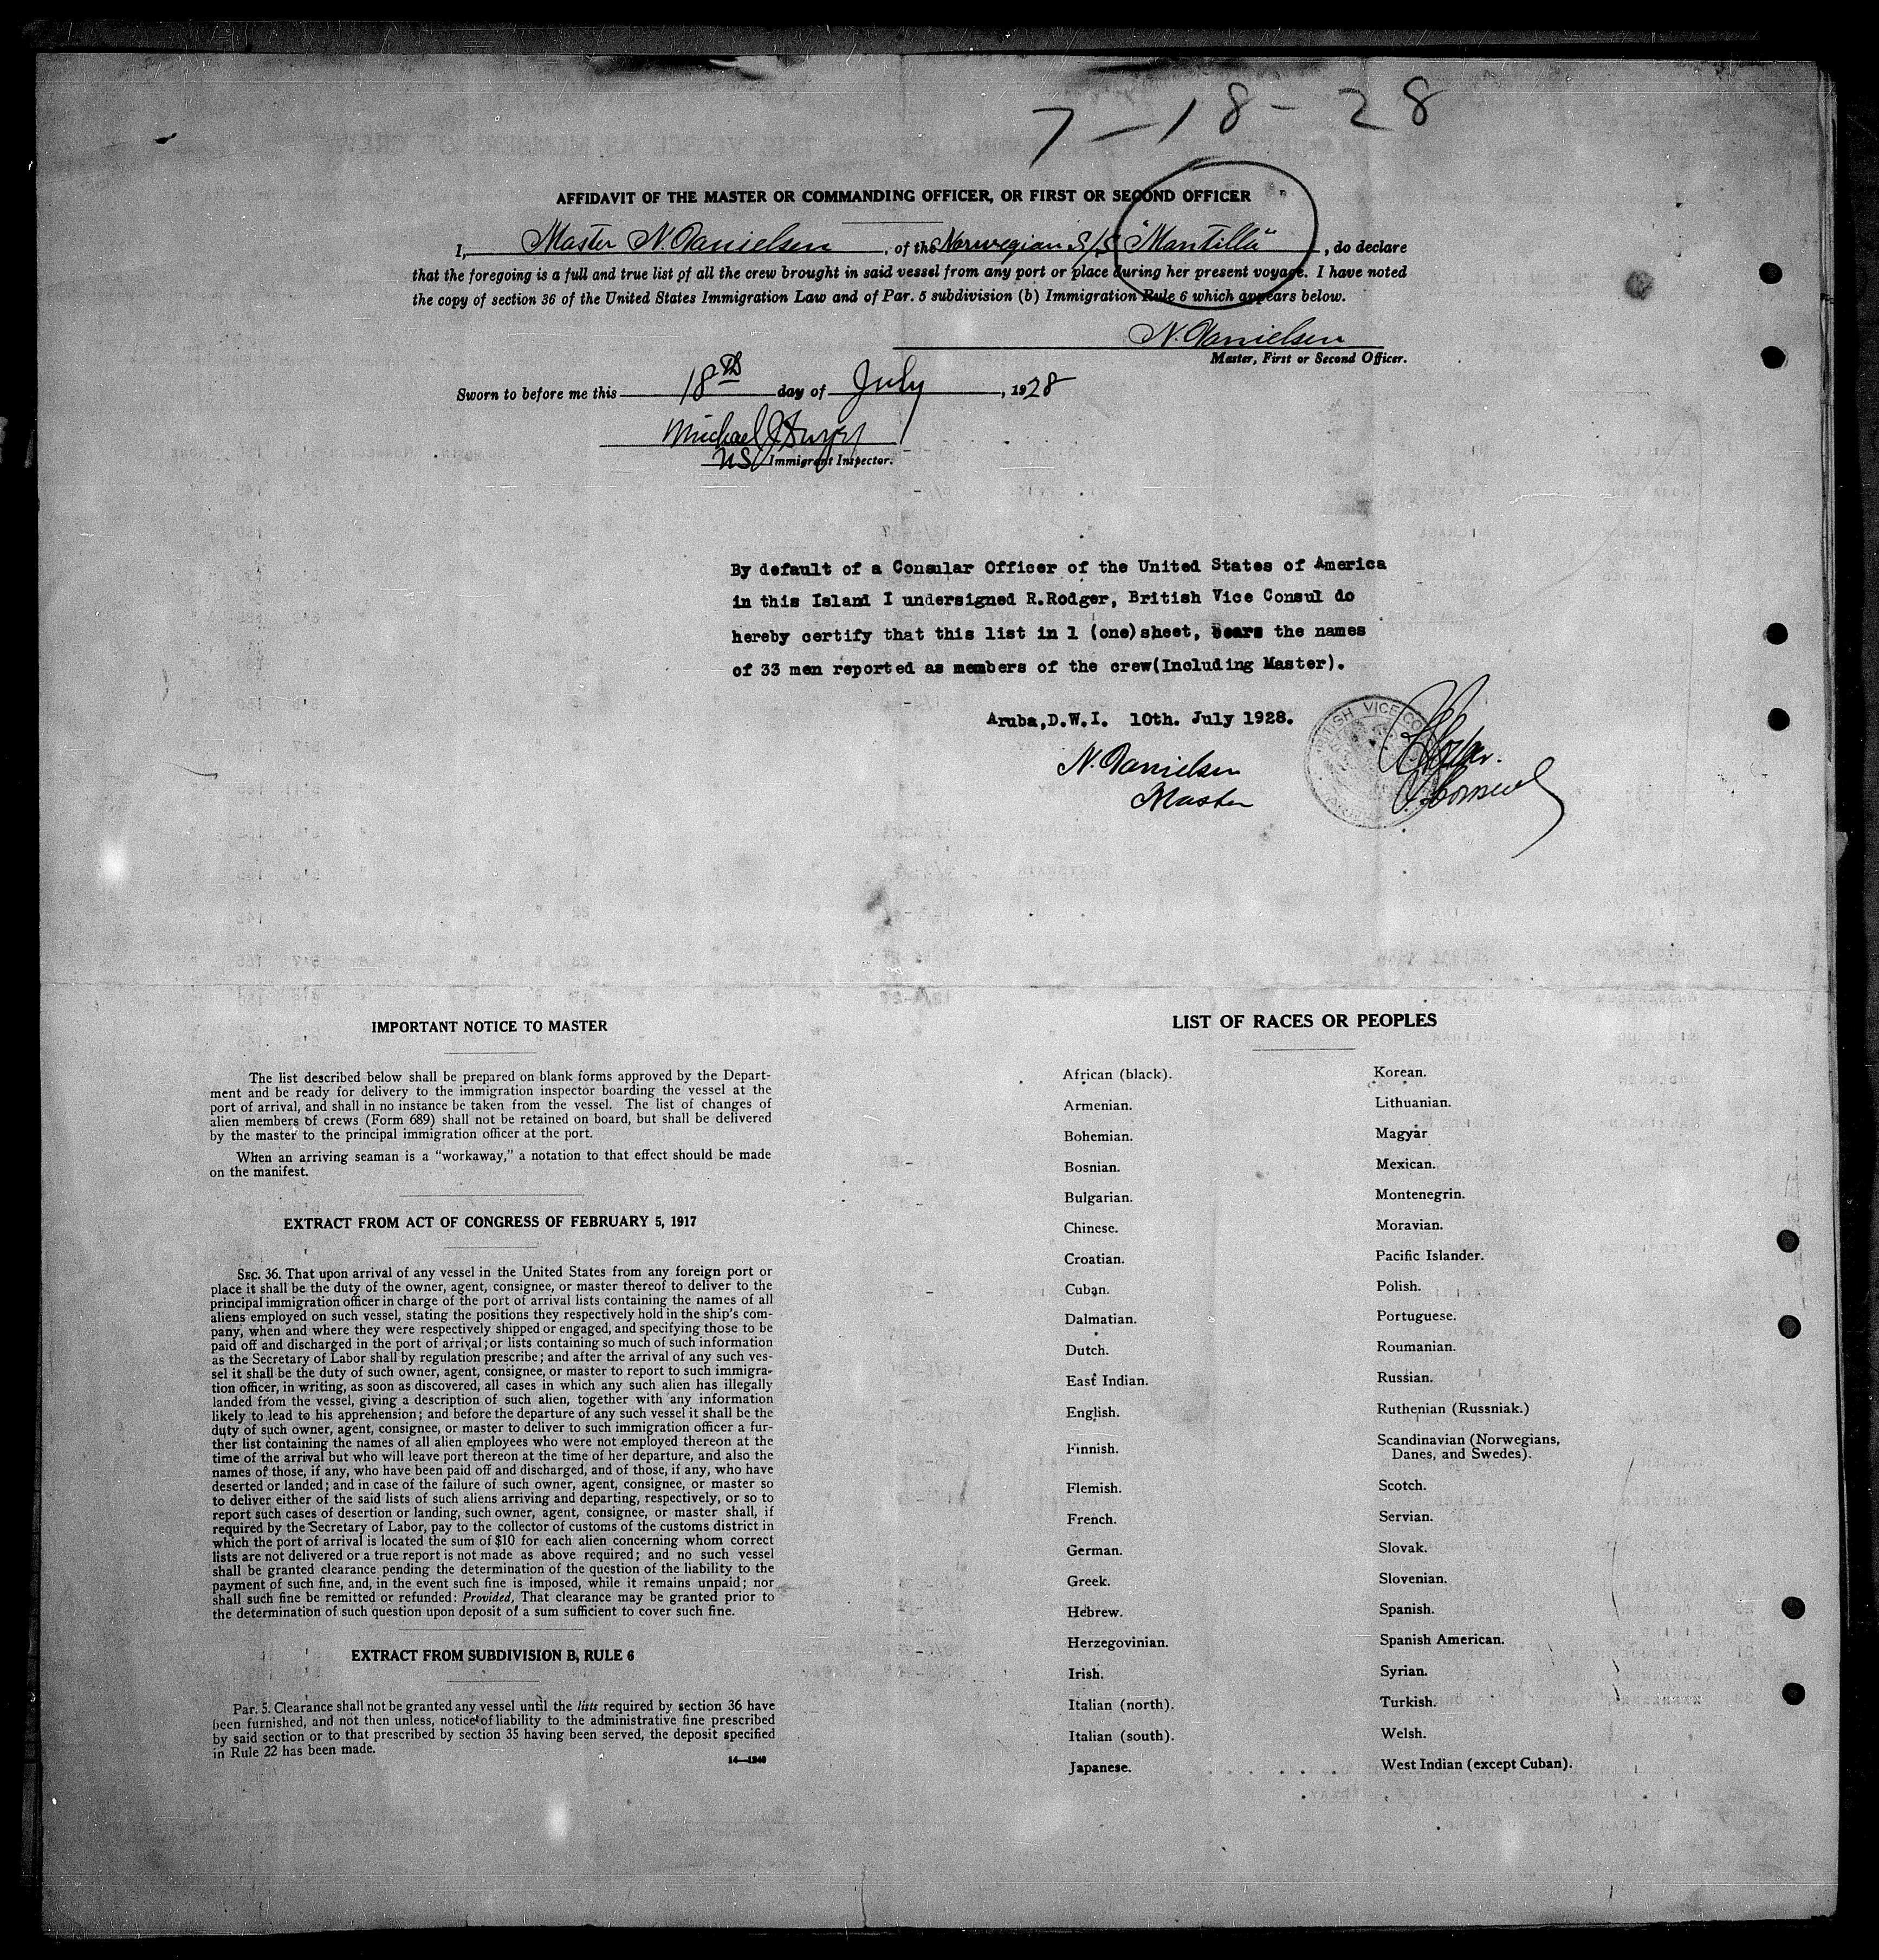 7-18-28
AFFIDAVIT OF THE MASTER OR COMMANDING OFFICER, OR FIRST OR SECOND OFFICER
I, Master N. Danielsen, of the Norwegian S/S "Mantilla", do declare
that the foregoing is a full and true list of all the crew brought in said vessel from any port or place during her present voyage. I have noted
the copy of section 36 of the United States Immigration Law and of Par. 5 subdivision (b) Immigration Rule 6 which appears below.
N. Danielsen
Master, First or Second Officer.
Sworn to before me this 18th day of July, 1928
Michael J
US Immigrant Inspector.
By default of a Consular Officer of the United States of America
in this Island I undersigned R.Rodger, British Vice Consul do
hereby certify that this list in 1 (one)sheet, bears the names
of 33 men reported as members of the crew(Including Master).
Aruba,D.W.I. 10th. July 1928.
N. Danielsen
Master
BRITISH VICE CO
IMPORTANT NOTICE TO MASTER
The list described below shall be prepared on blank forms approved by the Depart-
ment and be ready for delivery to the immigration inspector boarding the vessel at the
port of arrival, and shall in no instance be taken from the vessel. The list of changes of
alien members of crews (Form 689) shall not be retained on board, but shall be delivered
by the master to the principal immigration officer at the port.
When an arriving seaman is a "workaway," a notation to that effect should be made
on the manifest.
EXTRACT FROM ACT OF CONGRESS OF FEBRUARY 5, 1917
SEC. 36. That upon arrival of any vessel in the United States from any foreign port or
place it shall be the duty of the owner, agent, consignee, or master thereof to deliver to the
principal immigration officer in charge of the port of arrival lists containing the names of all
aliens employed on such vessel, stating the positions they respectively hold in the ship's com-
pany, when and where they were respectively shipped or engaged, and specifying those to be
paid off and discharged in the port of arrival; or lists containing so much of such information
as the Secretary of Labor shall by regulation prescribe; and after the arrival of any such ves-
sel it shall be the duty of such owner, agent, consignee, or master to report to such immigra-
tion officer, in writing, as soon as discovered, all cases in which any such alien has illegally
landed from the vessel, giving a description of such alien, together with any information
likely to lead to his apprehension; and before the departure of any such vessel it shall be the
duty of such owner, agent, consignee, or master to deliver to such immigration officer a fur-
ther list containing the names of all alien employees who were not employed thereon at the
time of the arrival but who will leave port thereon at the time of her departure, and also the
names of those, if any, who have been paid off and discharged, and of those, if any, who have
deserted or landed; and in case of the failure of such owner, agent, consignee, or master so
to deliver either of the said lists of such aliens arriving and departing, respectively, or so to
report such cases of desertion or landing, such owner, agent, consignee, or master shall, if
required by the Secretary of Labor, pay to the collector of customs of the customs district in
which the port of arrival is located the sum of $10 for each alien concerning whom correct
lists are not delivered or a true report is not made as above required; and no such vessel
shall be granted clearance pending the determination of the question of the liability to the
payment of such fine, and, in the event such fine is imposed, while it remains unpaid; nor
shall such fine be remitted or refunded: Provided, That clearance may be granted prior to
the determination of such question upon deposit of a sum sufficient to cover such fine.
EXTRACT FROM SUBDIVISION B, RULE 6
Par. 5. Clearance shall not be granted any vessel until the lists required by section 36 have
been furnished, and not then unless, notice of liability to the administrative fine prescribed
by said section or to that prescribed by section 35 having been served, the deposit specified
in Rule 22 has been made.
14—1240
LIST OF RACES OR PEOPLES
African (black).
Armenian.
Bohemian.
Bosnian.
Bulgarian.
Chinese.
Croatian.
Cuban.
Dalmatian.
Dutch.
East Indian.
English.
Finnish.
Flemish.
French.
German.
Greek.
Hebrew.
Herzegovinian.
Irish.
Italian (north).
Italian (south).
Japanese.
Korean.
Lithuanian.
Magyar
Mexican.
Montenegrin.
Moravian.
Pacific Islander.
Polish.
Portuguese.
Roumanian.
Russian.
Ruthenian (Russniak.)
Scandinavian (Norwegians,
Danes, and Swedes).
Scotch.
Servian.
Slovak.
Slovenian.
Spanish.
Spanish American.
Syrian.
Turkish.
Welsh.
West Indian (except Cuban).